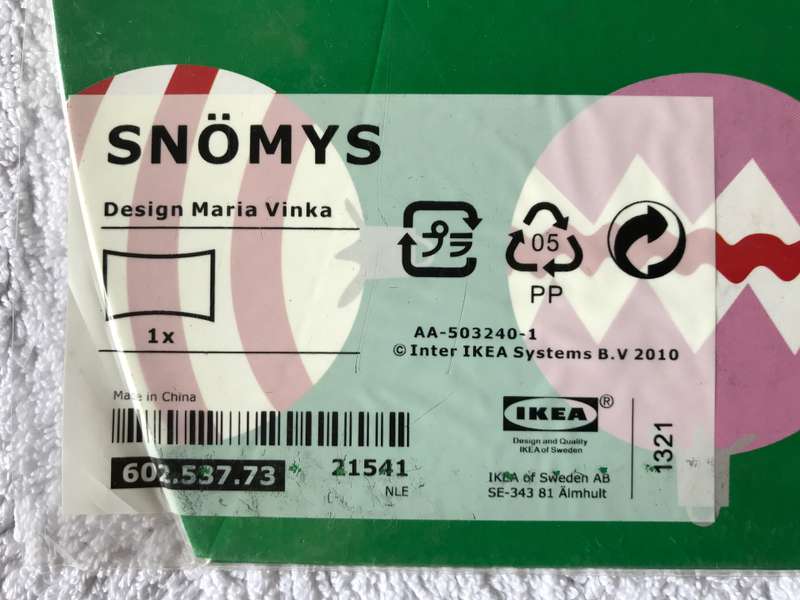 SNÖMYS
Design Maria Vinka
1x
プラ
05
PP
AA-503240-1
© Inter IKEA Systems B.V 2010
Made in China
602.537.73
21541
NLE
IKEA®
Design and Quality
IKEA of Sweden
IKEA of Sweden AB
SE-343 81 Älmhult
1321